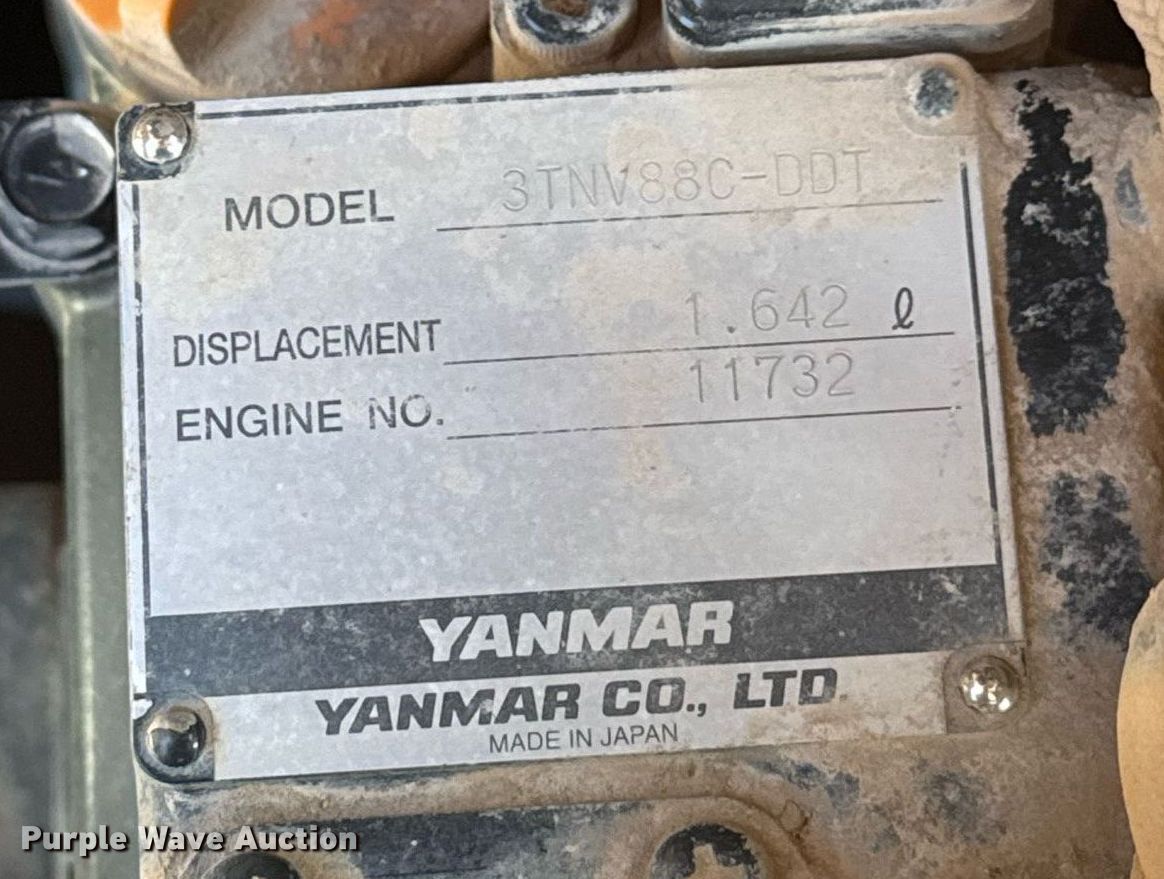 MODEL 3TNV88C-DDT
DISPLACEMENT 1.642 ℓ
ENGINE NO. 11732
YANMAR
YANMAR CO., LTD.
MADE IN JAPAN
Purple Wave Auction